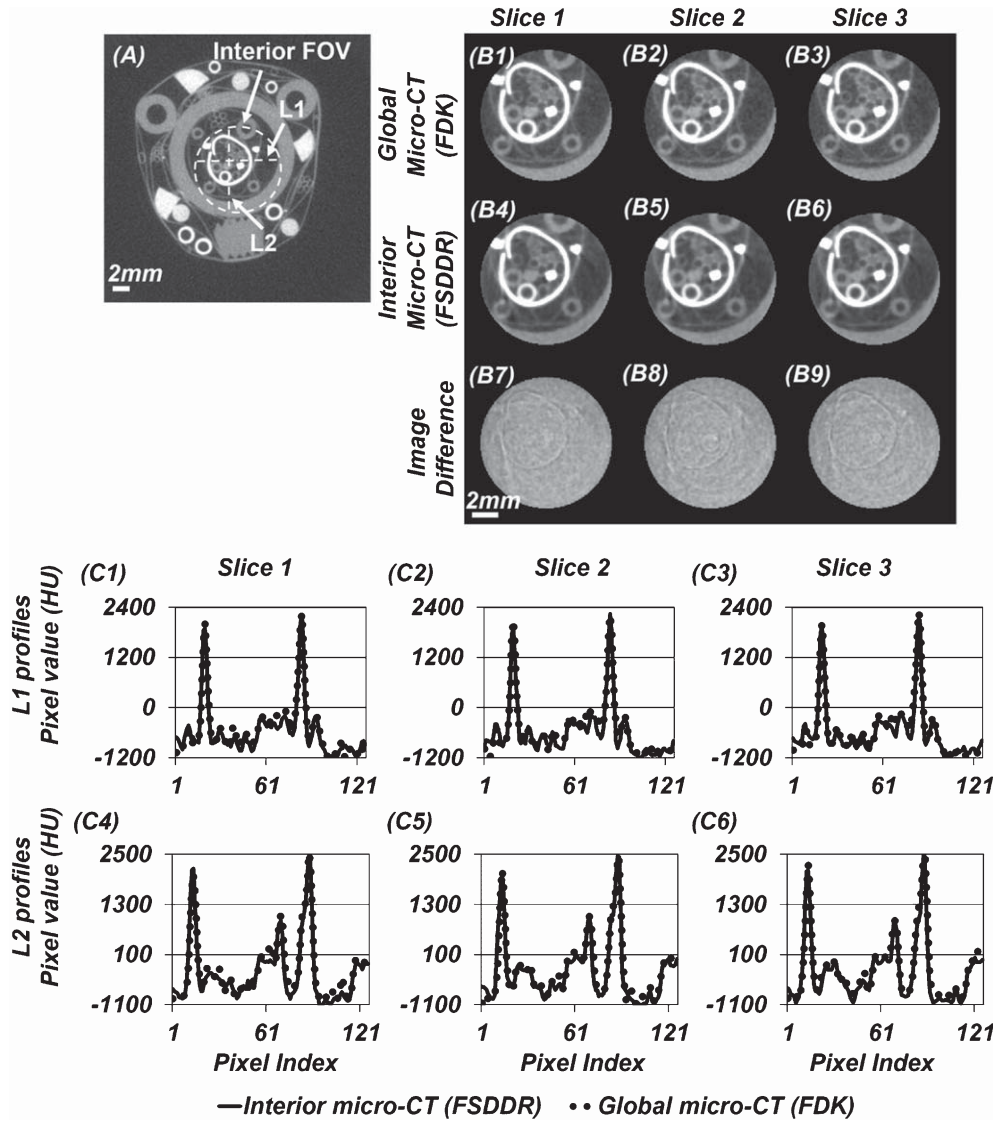 Slice 1 Slice 2 Slice 3
(A) Interior FOV
L1
L2
2mm
Global
Micro-CT
(FDK)
(B1) (B2) (B3)
Interior
Micro-CT
(FSDDR)
(B4) (B5) (B6)
Image
Difference
(B7) (B8) (B9)
2mm
L1 profiles
Pixel value (HU)
(C1) Slice 1
2400
1200
0
-1200
1 61 121
(C2) Slice 2
2400
1200
0
-1200
1 61 121
(C3) Slice 3
2400
1200
0
-1200
1 61 121
L2 profiles
Pixel value (HU)
(C4)
2500
1300
100
-1100
1 61 121
Pixel Index
(C5)
2500
1300
100
-1100
1 61 121
Pixel Index
(C6)
2500
1300
100
-1100
1 61 121
Pixel Index
Interior micro-CT (FSDDR) Global micro-CT (FDK)